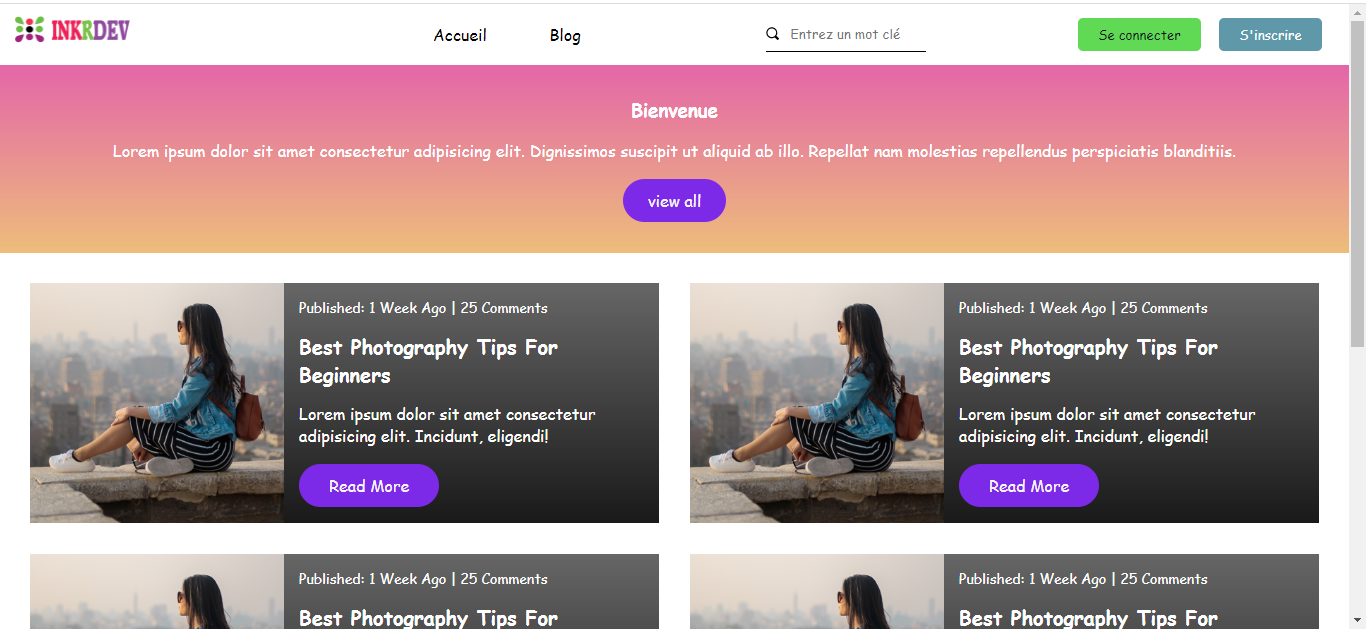 INKRDEV
Accueil
Blog
Entrez un mot clé
Se connecter
S'inscrire
Bienvenue
Lorem ipsum dolor sit amet consectetur adipisicing elit. Dignissimos suscipit ut aliquid ab illo. Repellat nam molestias repellendus perspiciatis blanditiis.
view all
Published: 1 Week Ago | 25 Comments
Best Photography Tips For
Beginners
Lorem ipsum dolor sit amet consectetur
adipisicing elit. Incidunt, eligendi!
Read More
Published: 1 Week Ago | 25 Comments
Best Photography Tips For
Beginners
Lorem ipsum dolor sit amet consectetur
adipisicing elit. Incidunt, eligendi!
Read More
Published: 1 Week Ago | 25 Comments
Best Photography Tips For
Published: 1 Week Ago | 25 Comments
Best Photography Tips For